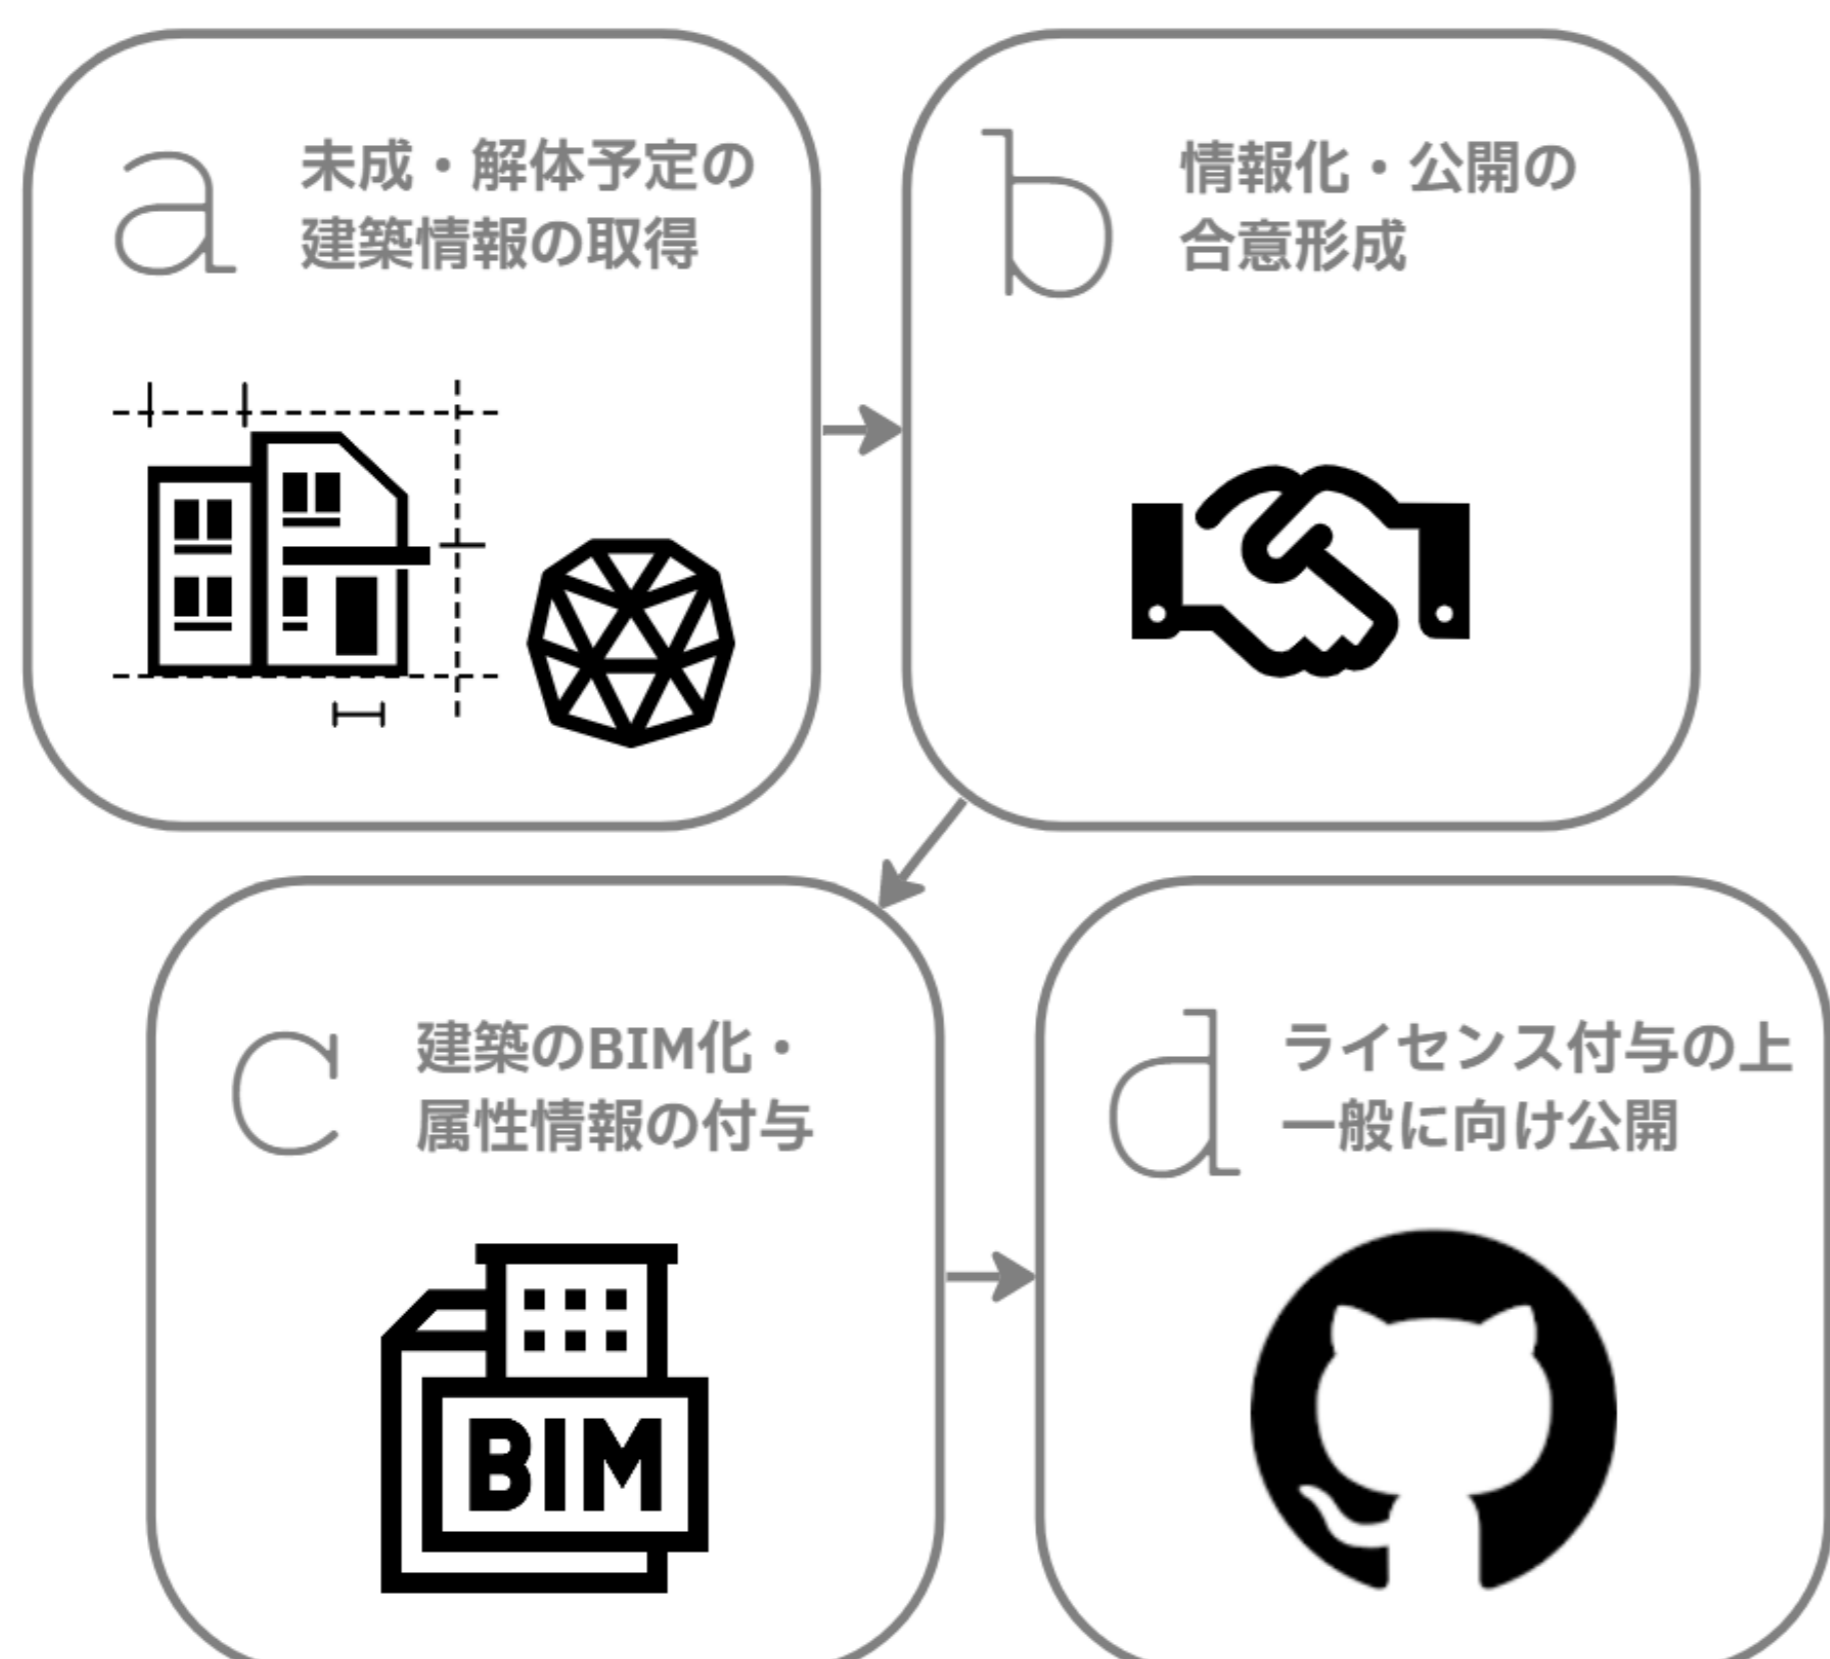 a
未成・解体予定の
建築情報の取得
b
情報化・公開の
合意形成
c
建築のBIM化・
属性情報の付与
BIM
d
ライセンス付与の上
一般に向け公開